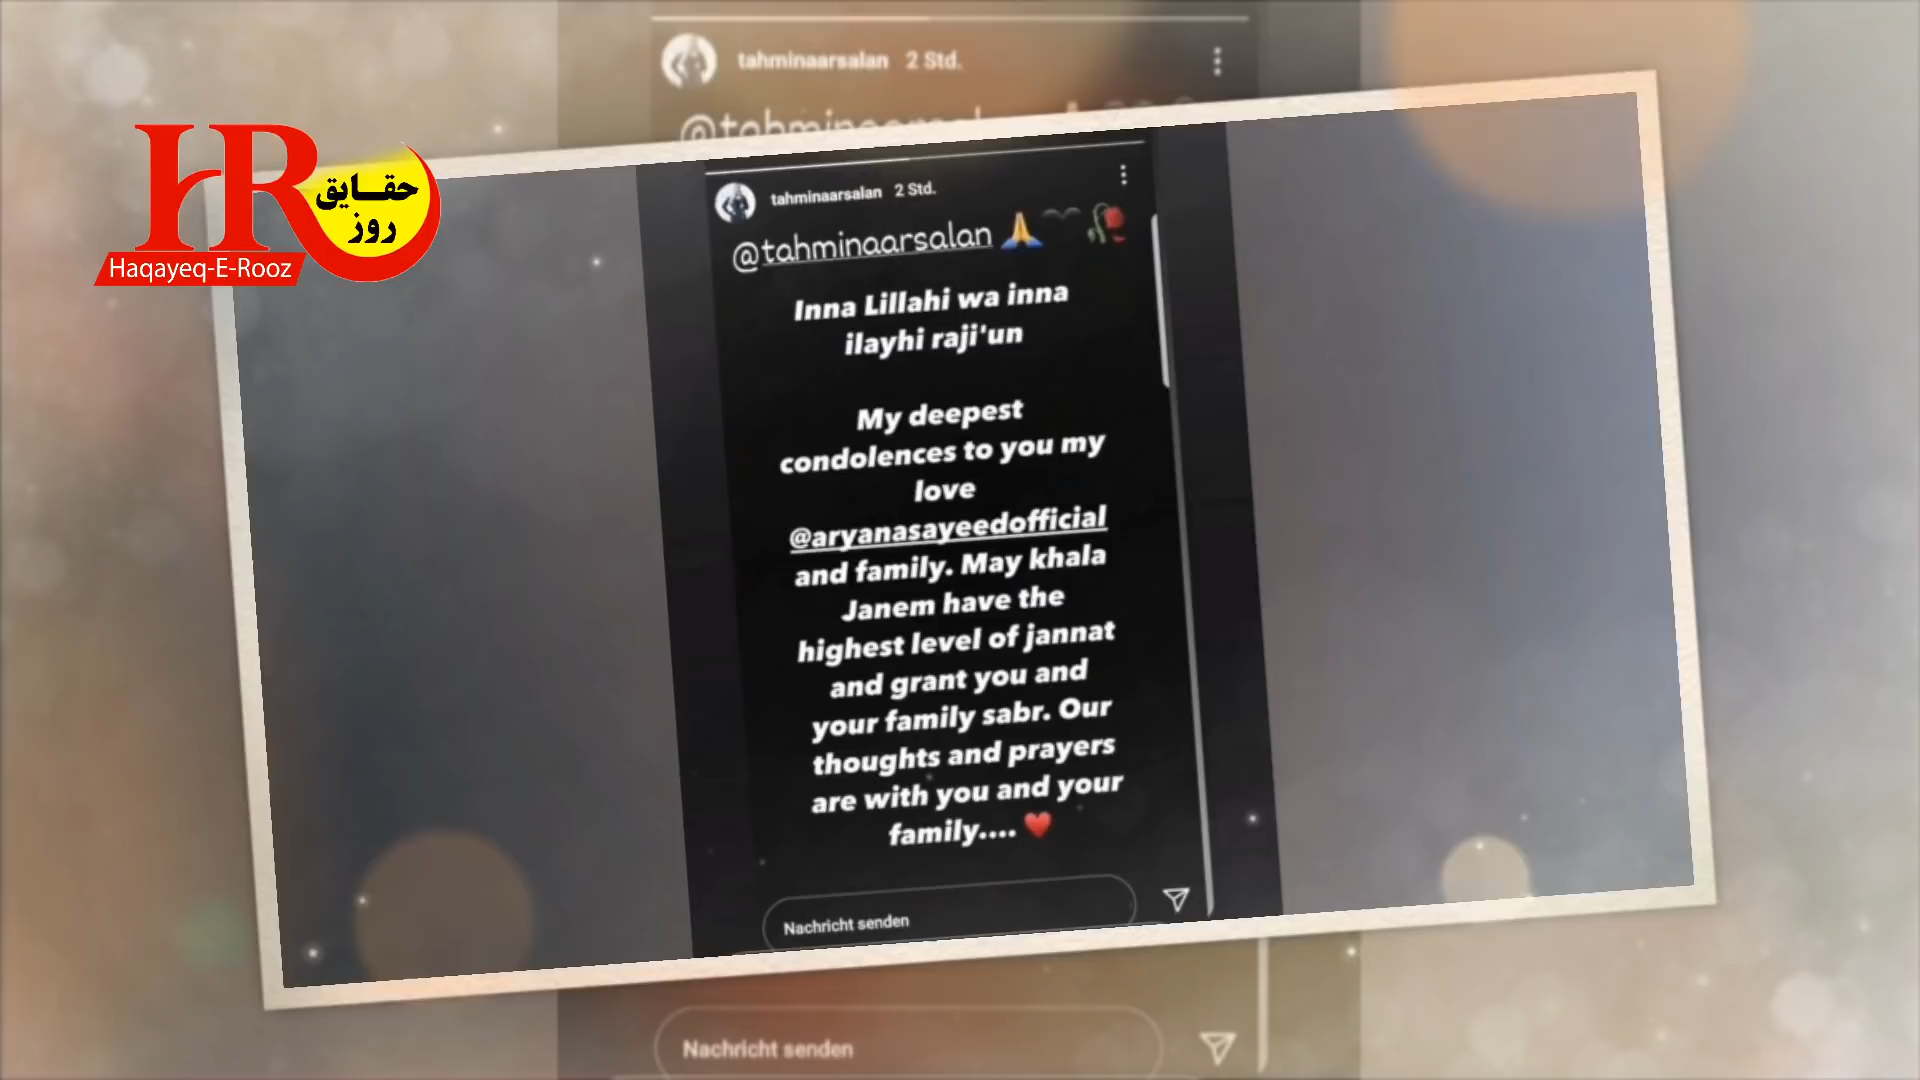 tahminaarsalan 2 Std.
HR
حقایق
روز
Haqayeq-E-Rooz
tahminaarsalan 2 Std.
@tahminaarsalan 🙏 🥀
Inna Lillahi wa inna
ilayhi raji'un
My deepest
condolences to you my
love
@aryanasayeedofficial
and family. May khala
Janem have the
highest level of jannat
and grant you and
your family sabr. Our
thoughts and prayers
are with you and your
family.... ❤️
Nachricht senden
Nachricht senden